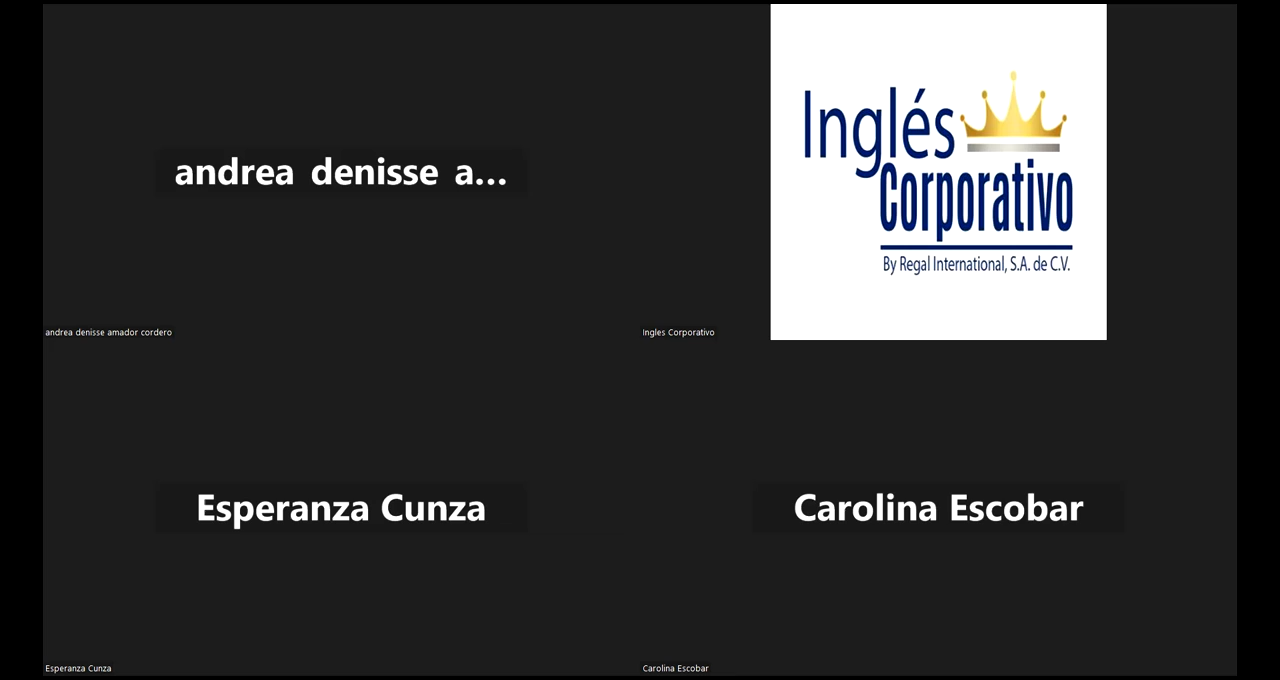 andrea denisse a...
andrea denisse amador cordero
Inglés
Corporativo
By Regal International, S.A. de C.V.
Ingles Corporativo
Esperanza Cunza
Esperanza Cunza
Carolina Escobar
Carolina Escobar